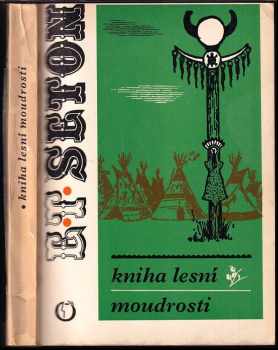 • kniha lesní moudrosti
E.T. SETON
kniha lesní
moudrosti